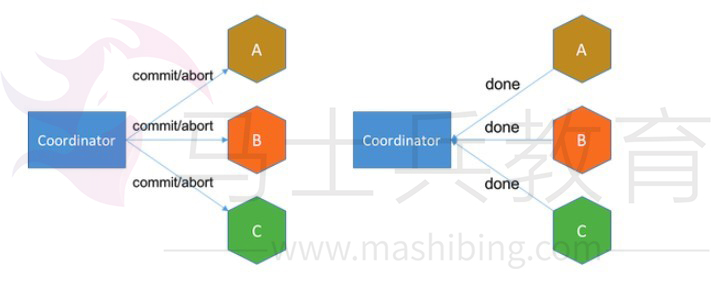 A
commit/abort
Coordinator
commit/abort
B
commit/abort
C
A
done
Coordinator
done
B
done
C
马士兵教育
www.mashibing.com